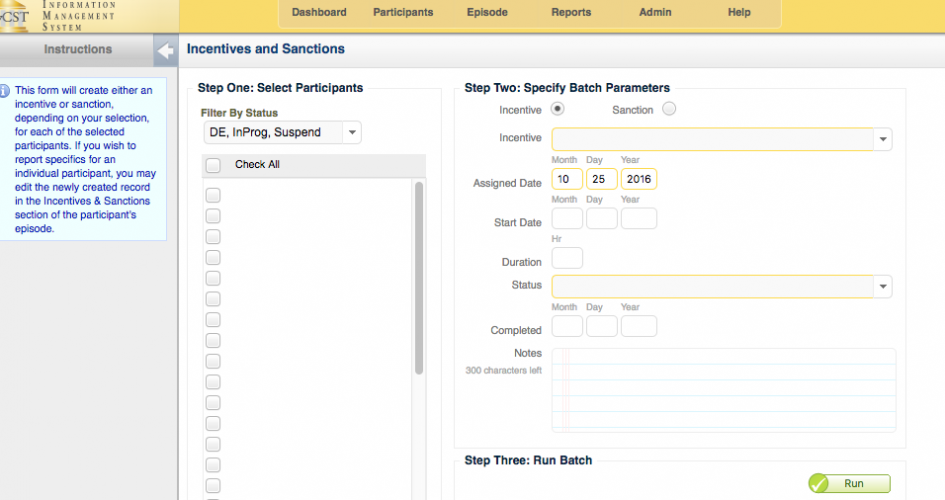 INFORMATION
MANAGEMENT
SYSTEM
CST
Dashboard
Participants
Episode
Reports
Admin
Help
Instructions
This form will create either an
incentive or sanction,
depending on your selection,
for each of the selected
participants. If you wish to
report specifics for an
individual participant, you may
edit the newly created record
in the Incentives & Sanctions
section of the participant's
episode.
Incentives and Sanctions
Step One: Select Participants
Filter By Status
DE, InProg, Suspend
Check All
Step Two: Specify Batch Parameters
Incentive
Sanction
Incentive
Month Day Year
Assigned Date 10 25 2016
Month Day Year
Start Date
Hr
Duration
Status
Month Day Year
Completed
Notes
300 characters left
Step Three: Run Batch
Run